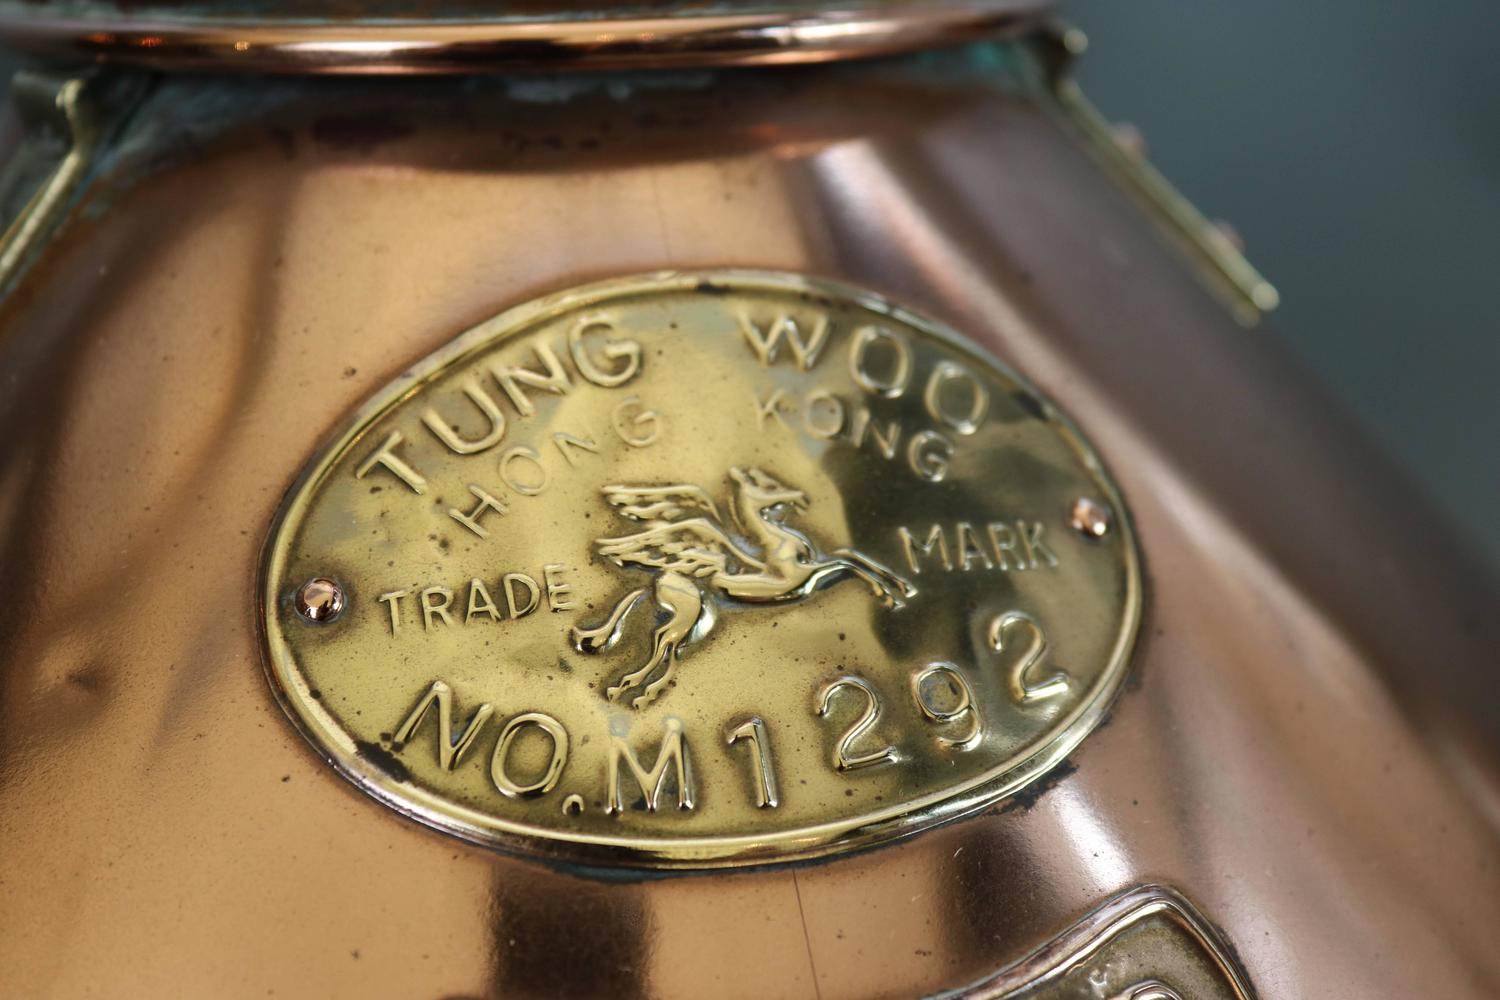 TUNG WOO
HONG KONG
TRADE MARK
NO. M1292